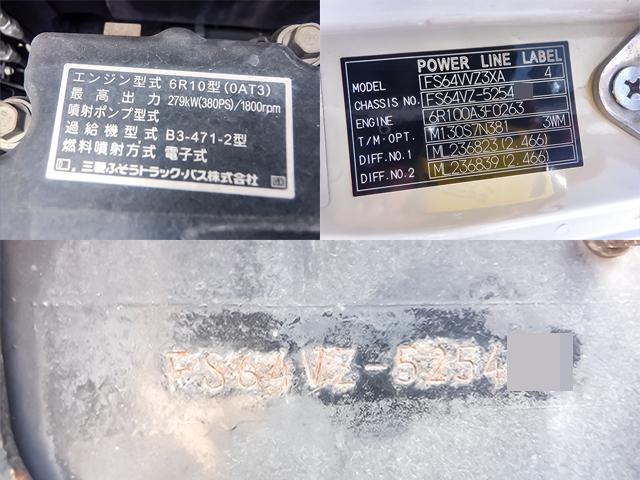 エンジン型式 6R10型(0AT3)
最高出力 279kW(380PS)/1800rpm
噴射ポンプ型式
過給機型式 B3-471-2型
燃料噴射方式 電子式
三菱ふそうトラック・バス株式会社
POWER LINE LABEL
MODEL FS64VVZ3XA 4
CHASSIS NO. FS64VZ-5254
ENGINE 6R100A3F0263
T/M·OPT. M130S/N381 3WM
DIFF.NO.1 ML236823(2.466)
DIFF.NO.2 ML236839(2.466)
FS64VZ-5254